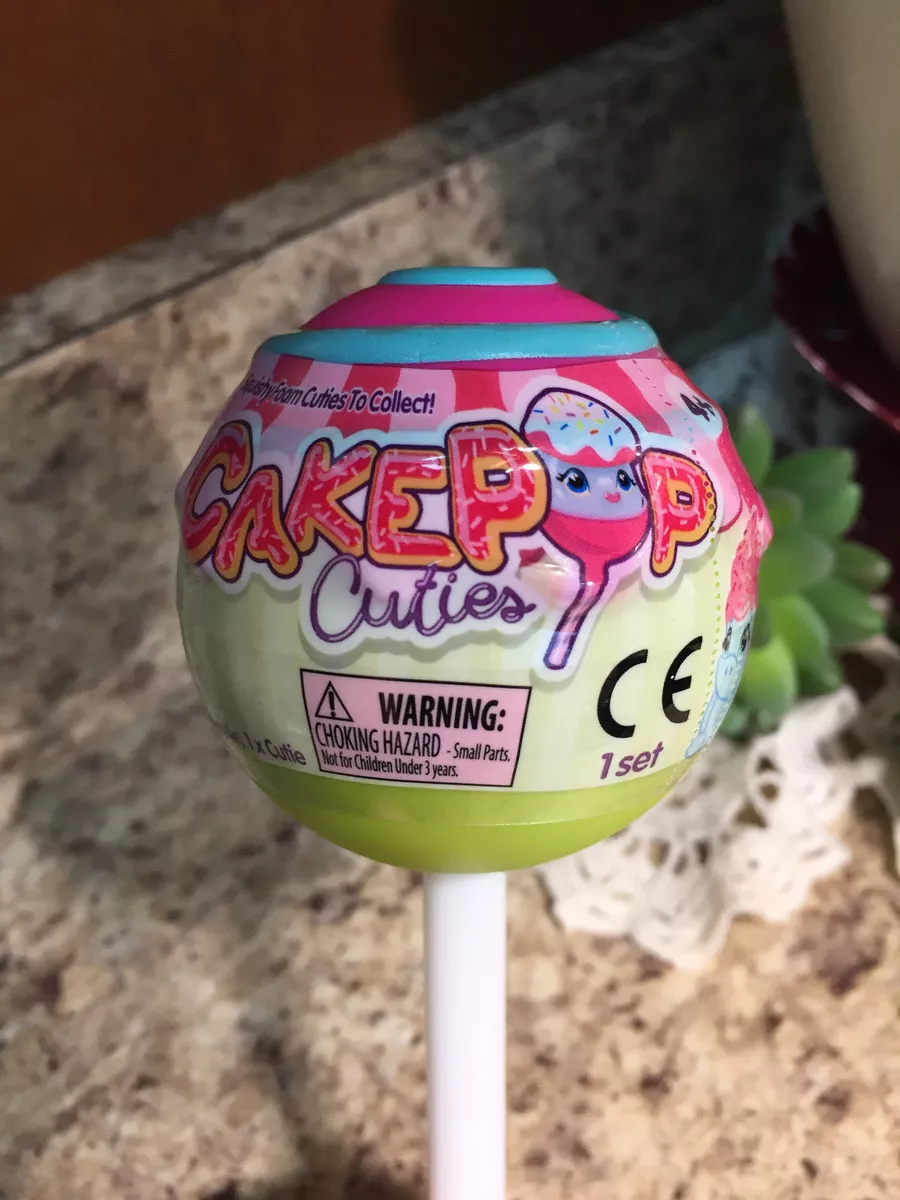 Squishy Foam Cuties To Collect!
4+
CAKEPOP
Cuties
WARNING:
CHOKING HAZARD - Small Parts.
Not for Children Under 3 years.
1 x Cutie
CE
1 set